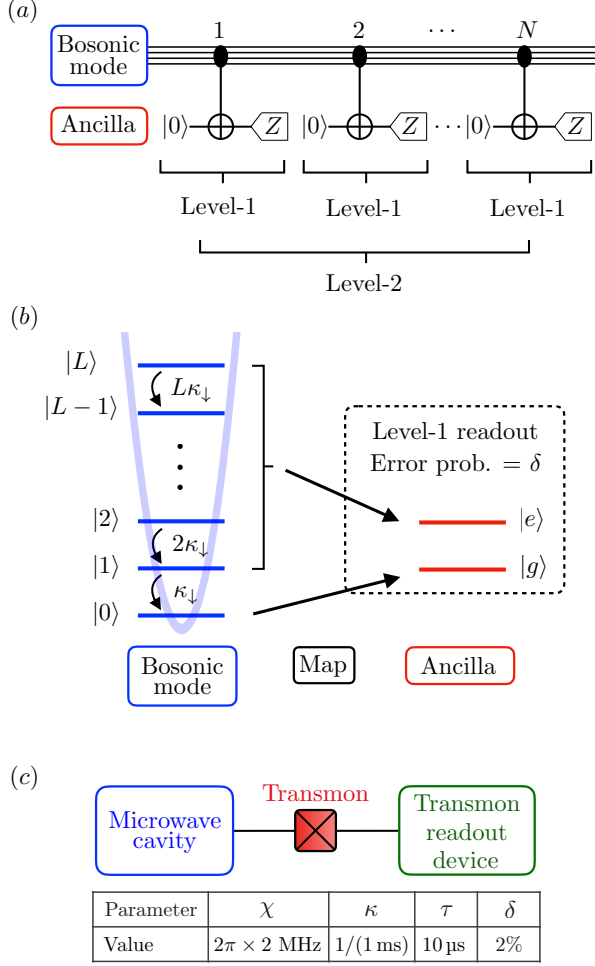 (a)
1 2 ⋯ N
Bosonic
mode
Ancilla
|0⟩ Z |0⟩ Z ⋯ |0⟩ Z
Level-1 Level-1 Level-1
Level-2
(b)
|L⟩
Lκ↓
|L − 1⟩
|2⟩
2κ↓
|1⟩
κ↓
|0⟩
Level-1 readout
Error prob. = δ
|e⟩
|g⟩
Bosonic
mode
Map
Ancilla
(c)
Transmon
Microwave
cavity
Transmon
readout
device
Parameter χ κ τ δ
Value 2π × 2 MHz 1/(1 ms) 10 µs 2%